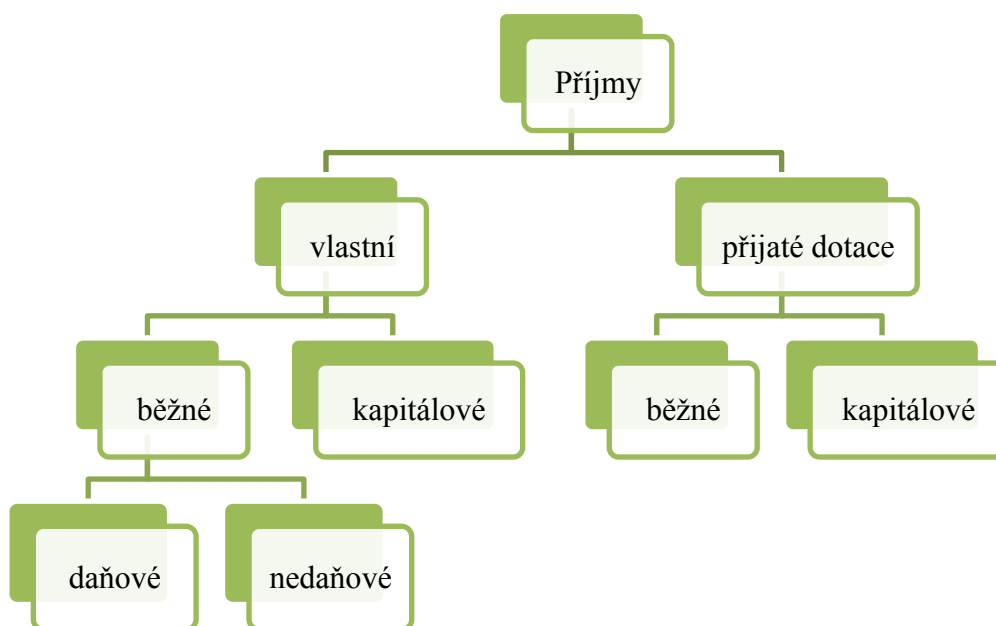 Příjmy
vlastní
přijaté dotace
běžné
kapitálové
běžné
kapitálové
daňové
nedaňové